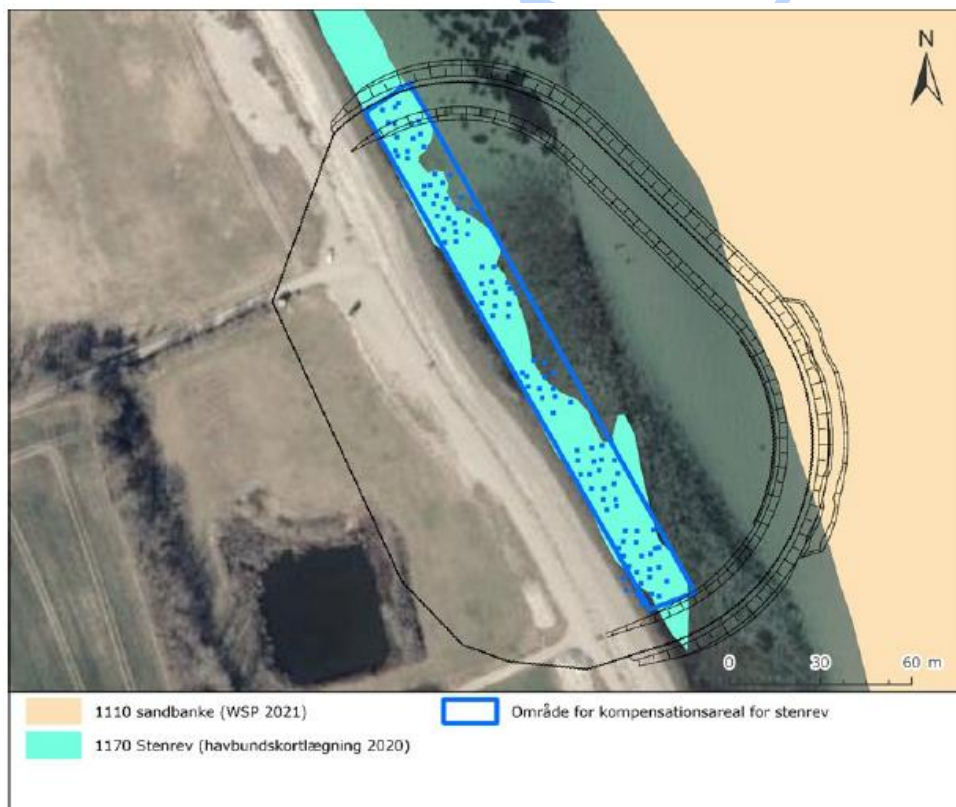 N
0 30 60 m
1110 sandbanke (WSP 2021)
Område for kompensationsareal for stenrev
1170 Stenrev (havbundskortlægning 2020)